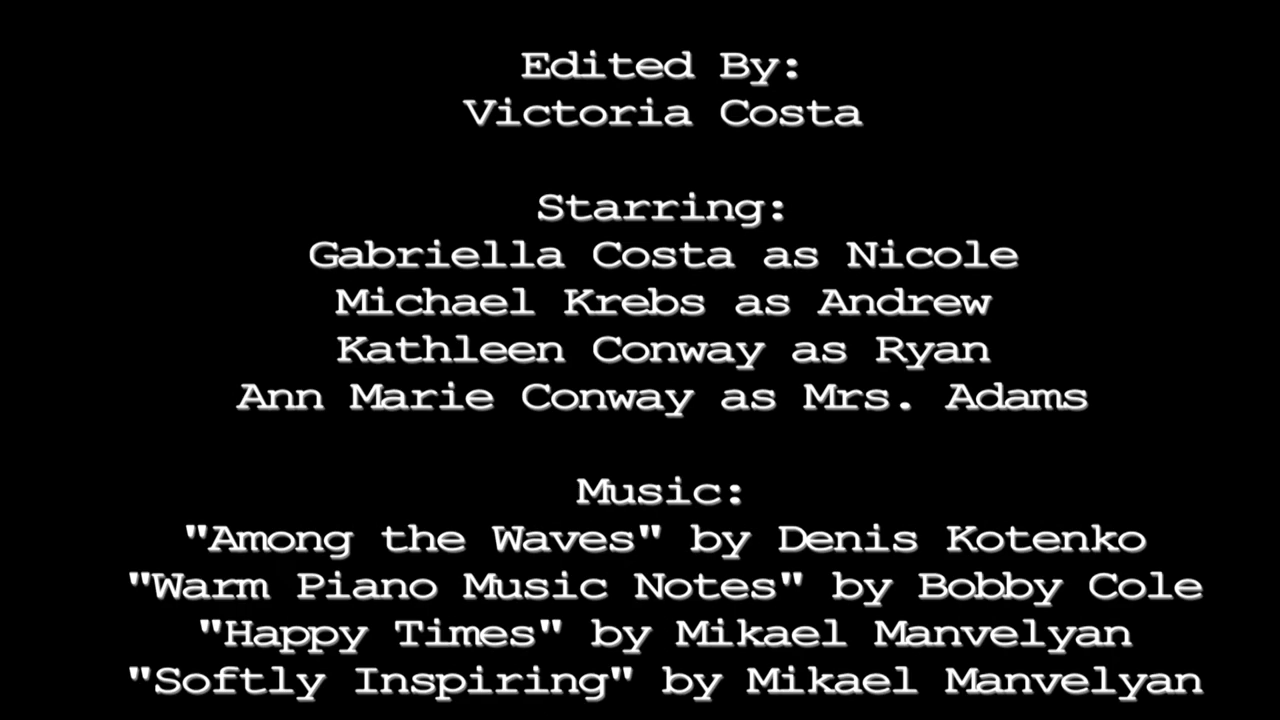 Edited By:
Victoria Costa
Starring:
Gabriella Costa as Nicole
Michael Krebs as Andrew
Kathleen Conway as Ryan
Ann Marie Conway as Mrs. Adams
Music:
"Among the Waves" by Denis Kotenko
"Warm Piano Music Notes" by Bobby Cole
"Happy Times" by Mikael Manvelyan
"Softly Inspiring" by Mikael Manvelyan